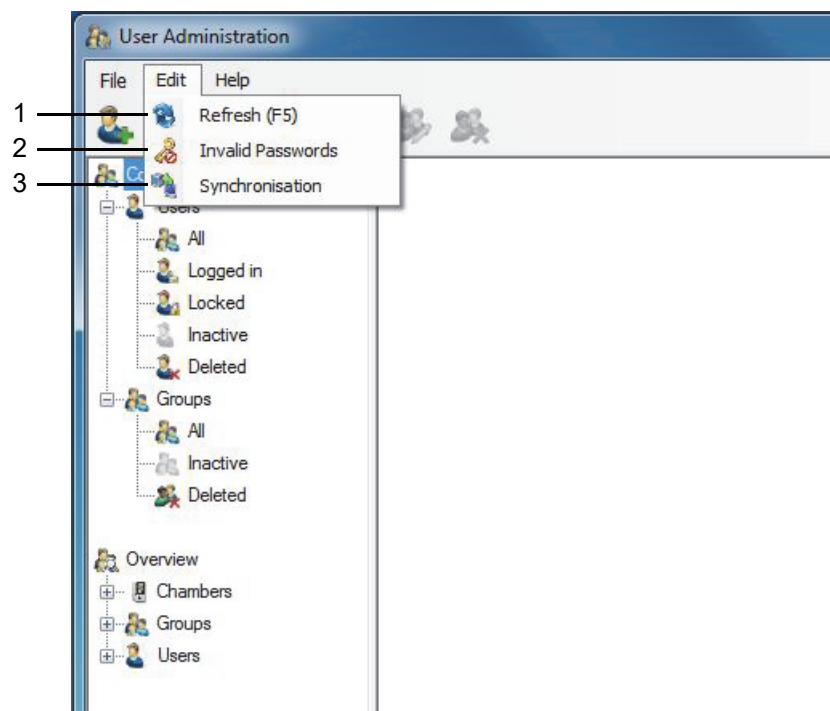 User Administration
File Edit Help
1 Refresh (F5)
2 Invalid Passwords
3 Synchronisation
Co
Users
All
Logged in
Locked
Inactive
Deleted
Groups
All
Inactive
Deleted
Overview
Chambers
Groups
Users